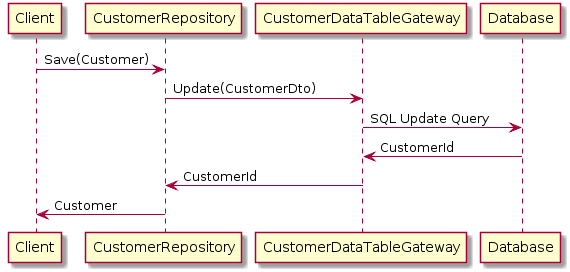 Client CustomerRepository CustomerDataTableGateway Database
Save(Customer)
Update(CustomerDto)
SQL Update Query
CustomerId
CustomerId
Customer
Client CustomerRepository CustomerDataTableGateway Database